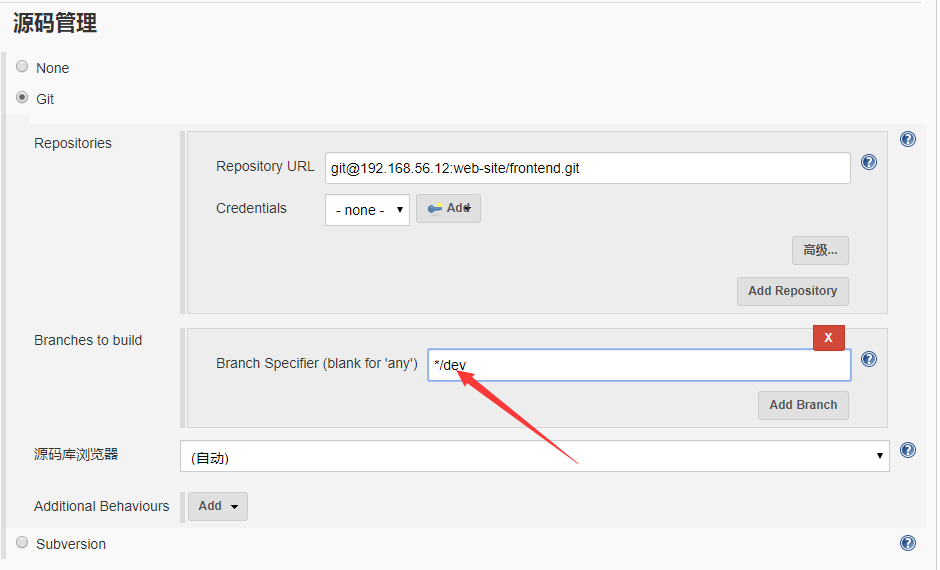 源码管理
None
Git
Repositories
Repository URL git@192.168.56.12:web-site/frontend.git
Credentials - none - Add
高级...
Add Repository
Branches to build
X
Branch Specifier (blank for 'any') */dev
Add Branch
源码库浏览器 (自动)
Additional Behaviours Add
Subversion